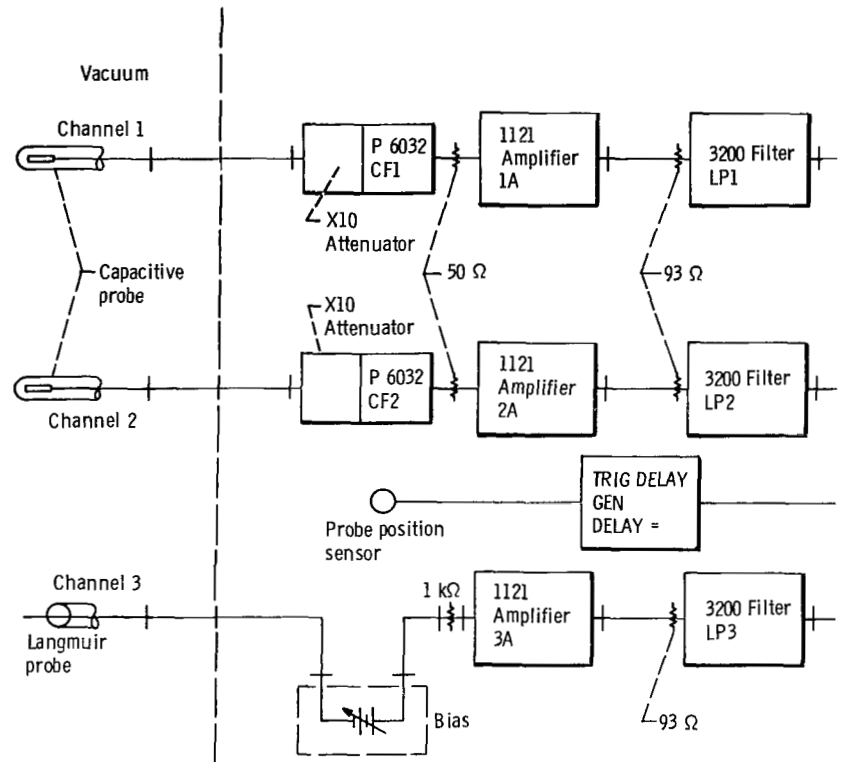 Vacuum
Channel 1
P 6032
CF1
1121
Amplifier
1A
3200 Filter
LP1
X10
Attenuator
Capacitive
probe
50 Ω
93 Ω
X10
Attenuator
Channel 2
P 6032
CF2
1121
Amplifier
2A
3200 Filter
LP2
Probe position
sensor
TRIG DELAY
GEN
DELAY =
Channel 3
Langmuir
probe
1 kΩ
1121
Amplifier
3A
3200 Filter
LP3
Bias
93 Ω